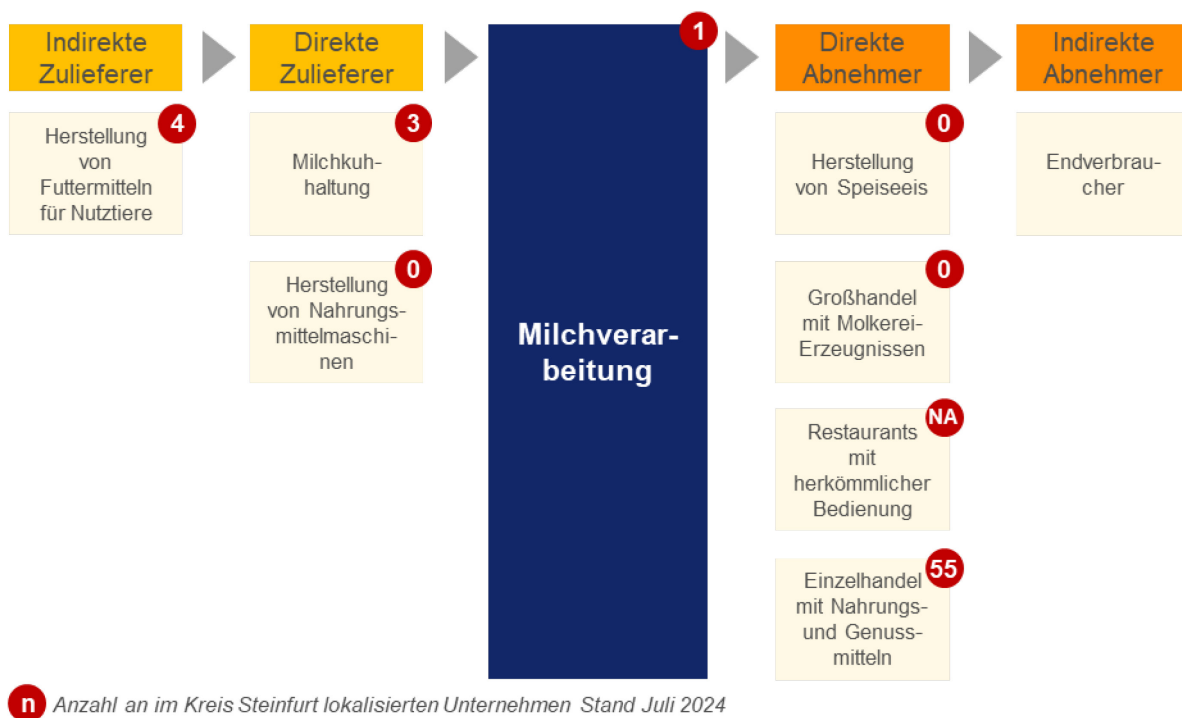 Indirekte
Zulieferer
4
Herstellung
von
Futtermitteln
für Nutztiere
Direkte
Zulieferer
3
Milchkuh-
haltung
0
Herstellung
von Nahrungs-
mittelmaschi-
nen
1
Milchverar-
beitung
Direkte
Abnehmer
0
Herstellung
von Speiseeis
0
Großhandel
mit Molkerei-
Erzeugnissen
NA
Restaurants
mit
herkömmlicher
Bedienung
55
Einzelhandel
mit Nahrungs-
und Genuss-
mitteln
Indirekte
Abnehmer
Endverbrau-
cher
n Anzahl an im Kreis Steinfurt lokalisierten Unternehmen Stand Juli 2024